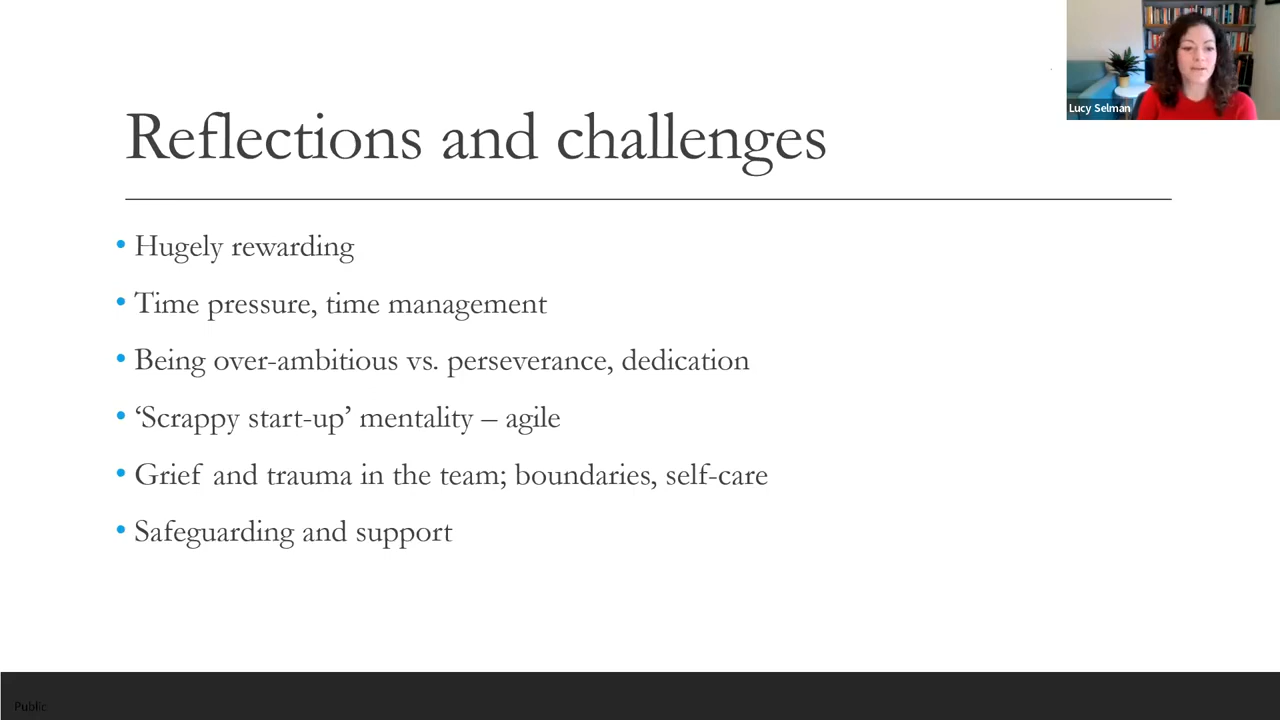 Lucy Selman
Reflections and challenges
• Hugely rewarding
• Time pressure, time management
• Being over-ambitious vs. perseverance, dedication
• ‘Scrappy start-up’ mentality – agile
• Grief and trauma in the team; boundaries, self-care
• Safeguarding and support
Public